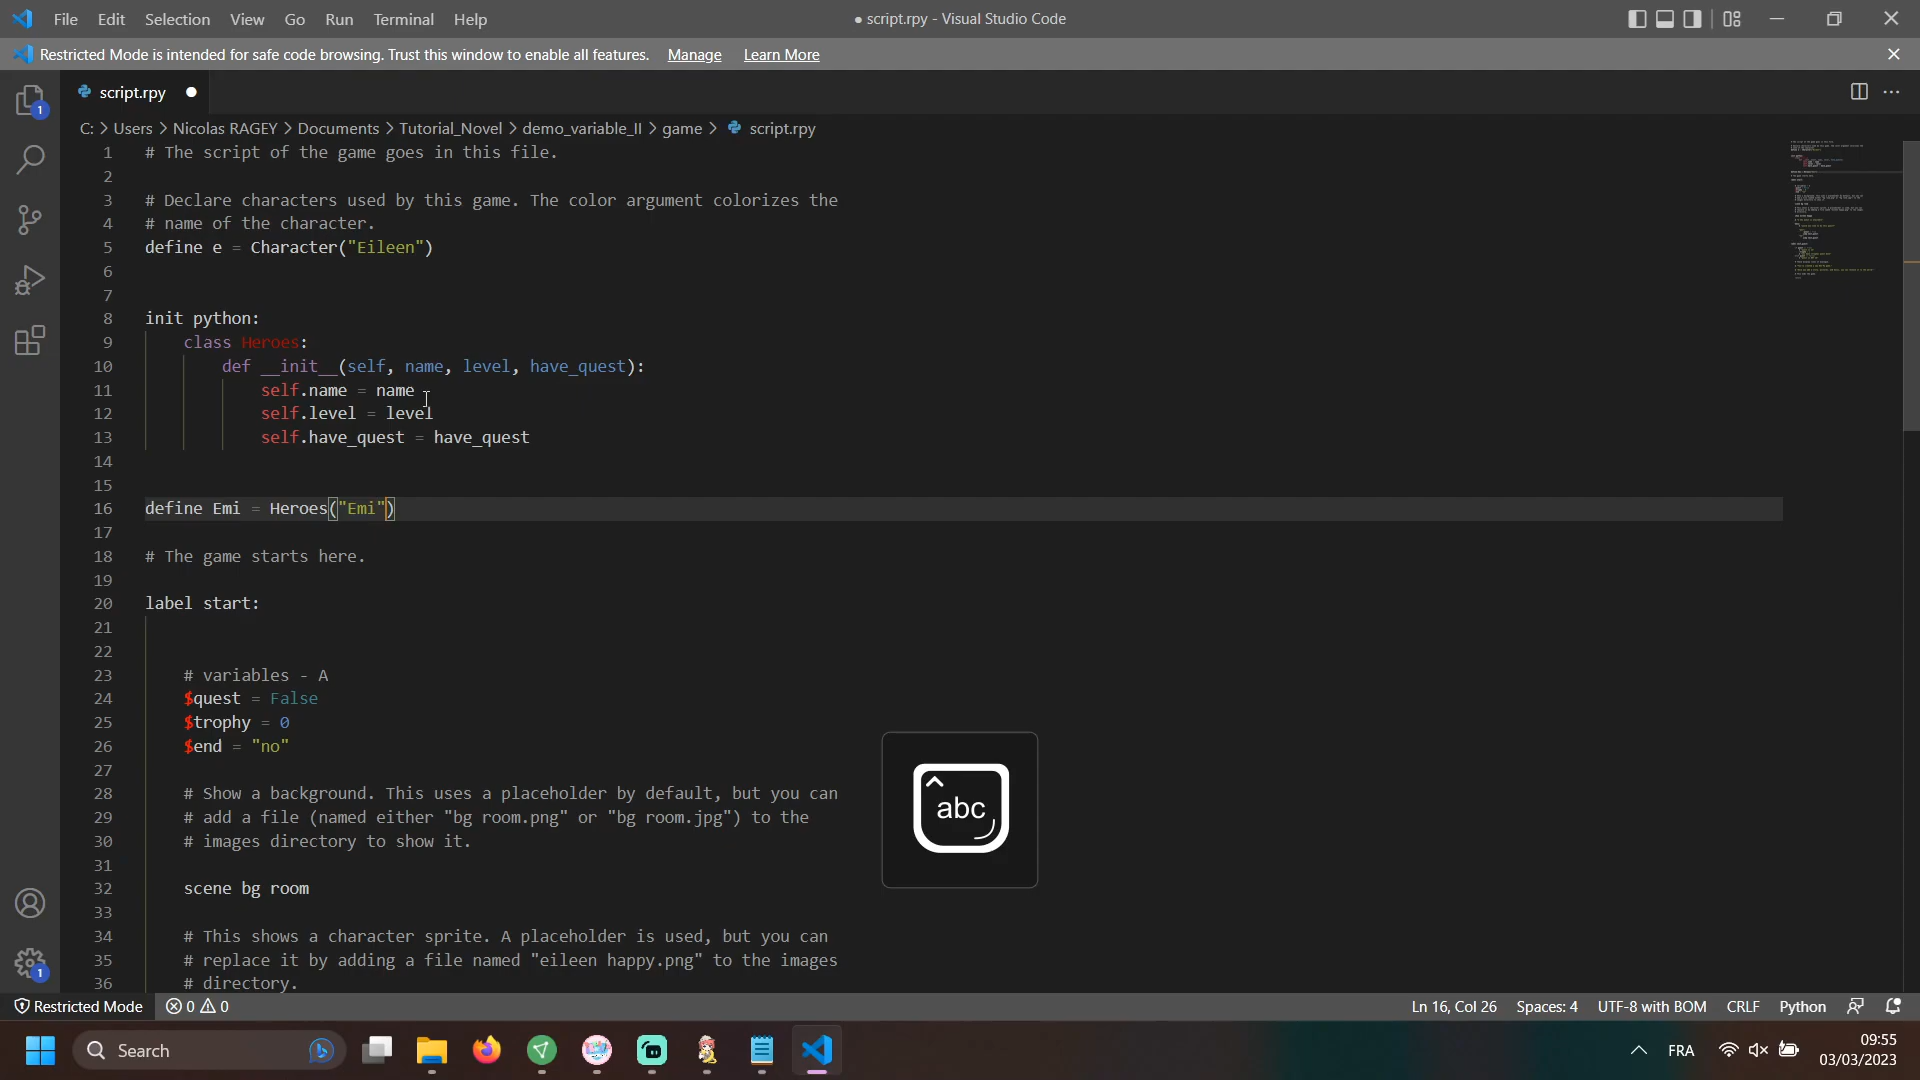 File Edit Selection View Go Run Terminal Help
● script.rpy - Visual Studio Code
Restricted Mode is intended for safe code browsing. Trust this window to enable all features. Manage Learn More
script.rpy
C: > Users > Nicolas RAGEY > Documents > Tutorial_Novel > demo_variable_II > game > script.rpy
1 # The script of the game goes in this file.
2
3 # Declare characters used by this game. The color argument colorizes the
4 # name of the character.
5 define e = Character("Eileen")
6
7
8 init python:
9 class Heroes:
10 def __init__(self, name, level, have_quest):
11 self.name = name
12 self.level = level
13 self.have_quest = have_quest
14
15
16 define Emi = Heroes("Emi")
17
18 # The game starts here.
19
20 label start:
21
22
23 # variables - A
24 $quest = False
25 $trophy = 0
26 $end = "no"
27
28 # Show a background. This uses a placeholder by default, but you can
29 # add a file (named either "bg room.png" or "bg room.jpg") to the
30 # images directory to show it.
31
32 scene bg room
33
34 # This shows a character sprite. A placeholder is used, but you can
35 # replace it by adding a file named "eileen happy.png" to the images
36 # directory.
abc
1
1
Restricted Mode 0 0 Ln 16, Col 26 Spaces: 4 UTF-8 with BOM CRLF Python
Search FRA 09:55
03/03/2023